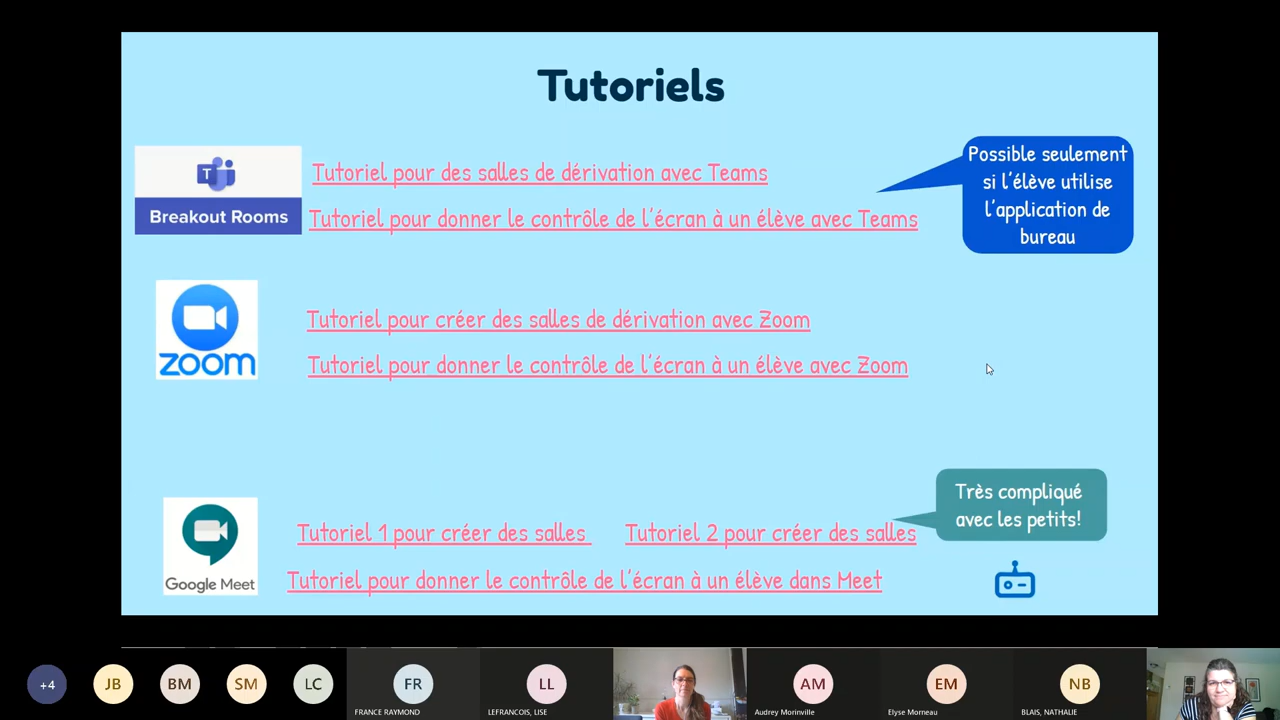 Tutoriels
T
Breakout Rooms
Tutoriel pour des salles de dérivation avec Teams
Tutoriel pour donner le contrôle de l'écran à un élève avec Teams
Possible seulement
si l'élève utilise
l'application de
bureau
zoom
Tutoriel pour créer des salles de dérivation avec Zoom
Tutoriel pour donner le contrôle de l'écran à un élève avec Zoom
Très compliqué
avec les petits!
Google Meet
Tutoriel 1 pour créer des salles
Tutoriel 2 pour créer des salles
Tutoriel pour donner le contrôle de l'écran à un élève dans Meet
+4
JB
BM
SM
LC
FR
FRANCE RAYMOND
LL
LEFRANCOIS, LISE
AM
Audrey Morinville
EM
Elyse Morneau
NB
BLAIS, NATHALIE